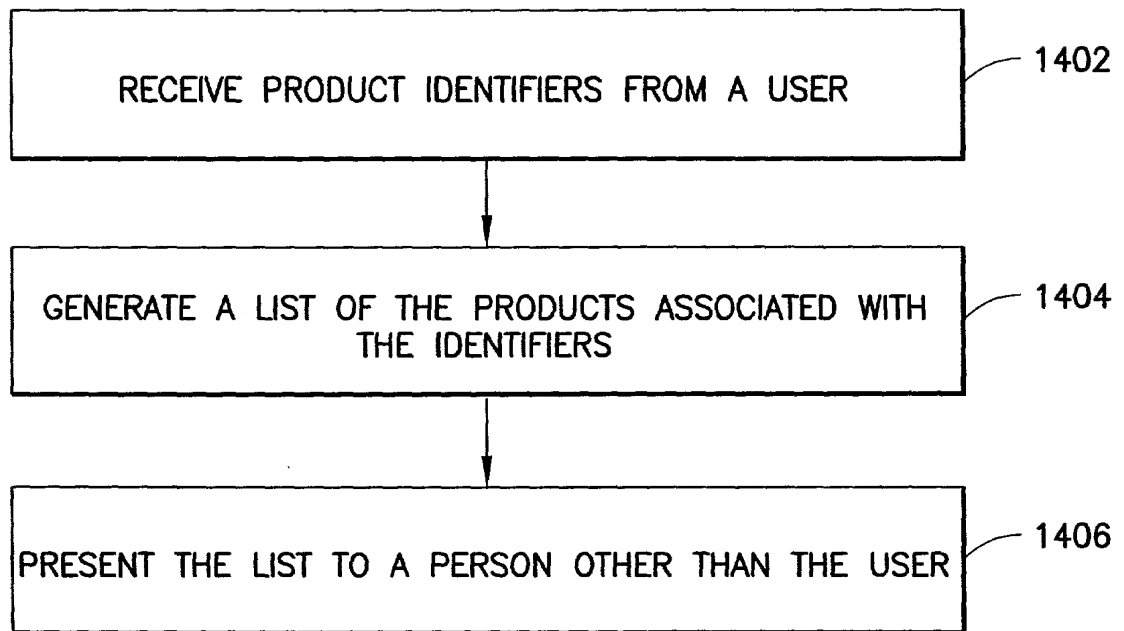 RECEIVE PRODUCT IDENTIFIERS FROM A USER
1402
GENERATE A LIST OF THE PRODUCTS ASSOCIATED WITH
THE IDENTIFIERS
1404
PRESENT THE LIST TO A PERSON OTHER THAN THE USER
1406